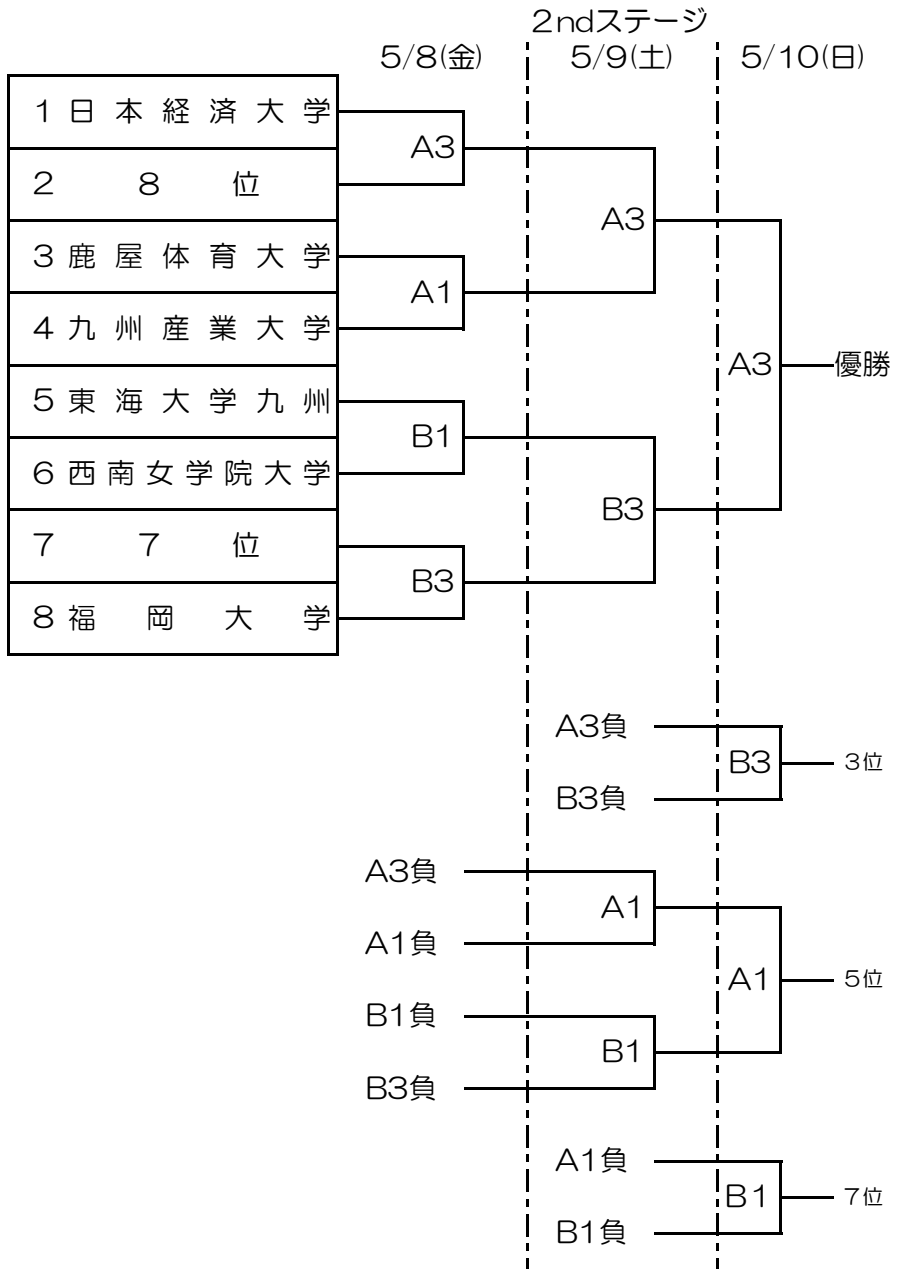 2ndステージ
5/8(金) 5/9(土) 5/10(日)
1 日本経済大学
A3
2 8位
A3
3 鹿屋体育大学
A1
4 九州産業大学
A3 優勝
5 東海大学九州
B1
6 西南女学院大学
B3
7 7位
B3
8 福岡大学
A3負
B3 3位
B3負
A3負
A1
A1負
A1 5位
B1負
B1
B3負
A1負
B1 7位
B1負